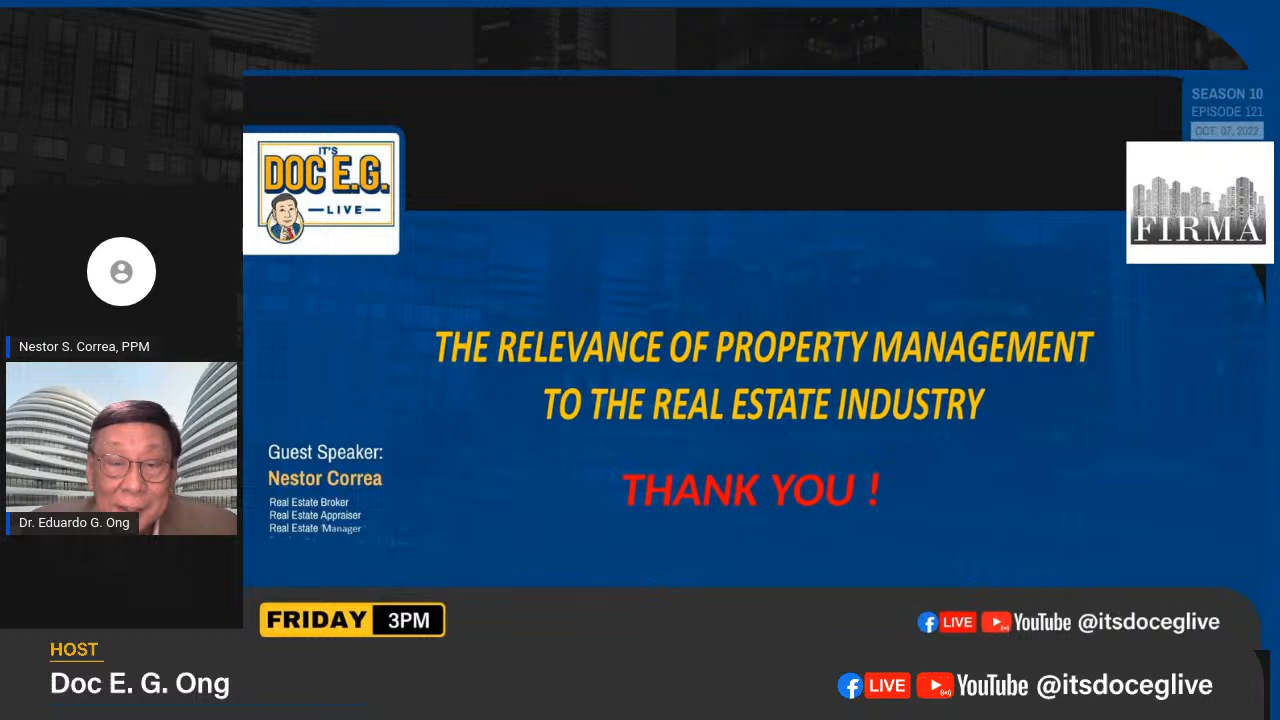 SEASON 10
EPISODE 121
OCT. 07, 2022
IT'S
DOC E.G.
LIVE
FIRMA
THE RELEVANCE OF PROPERTY MANAGEMENT
TO THE REAL ESTATE INDUSTRY
THANK YOU !
Guest Speaker:
Nestor Correa
Real Estate Broker
Real Estate Appraiser
Real Estate Manager
Nestor S. Correa, PPM
Dr. Eduardo G. Ong
FRIDAY 3PM
LIVE YouTube @itsdoceglive
HOST
Doc E. G. Ong
LIVE YouTube @itsdoceglive